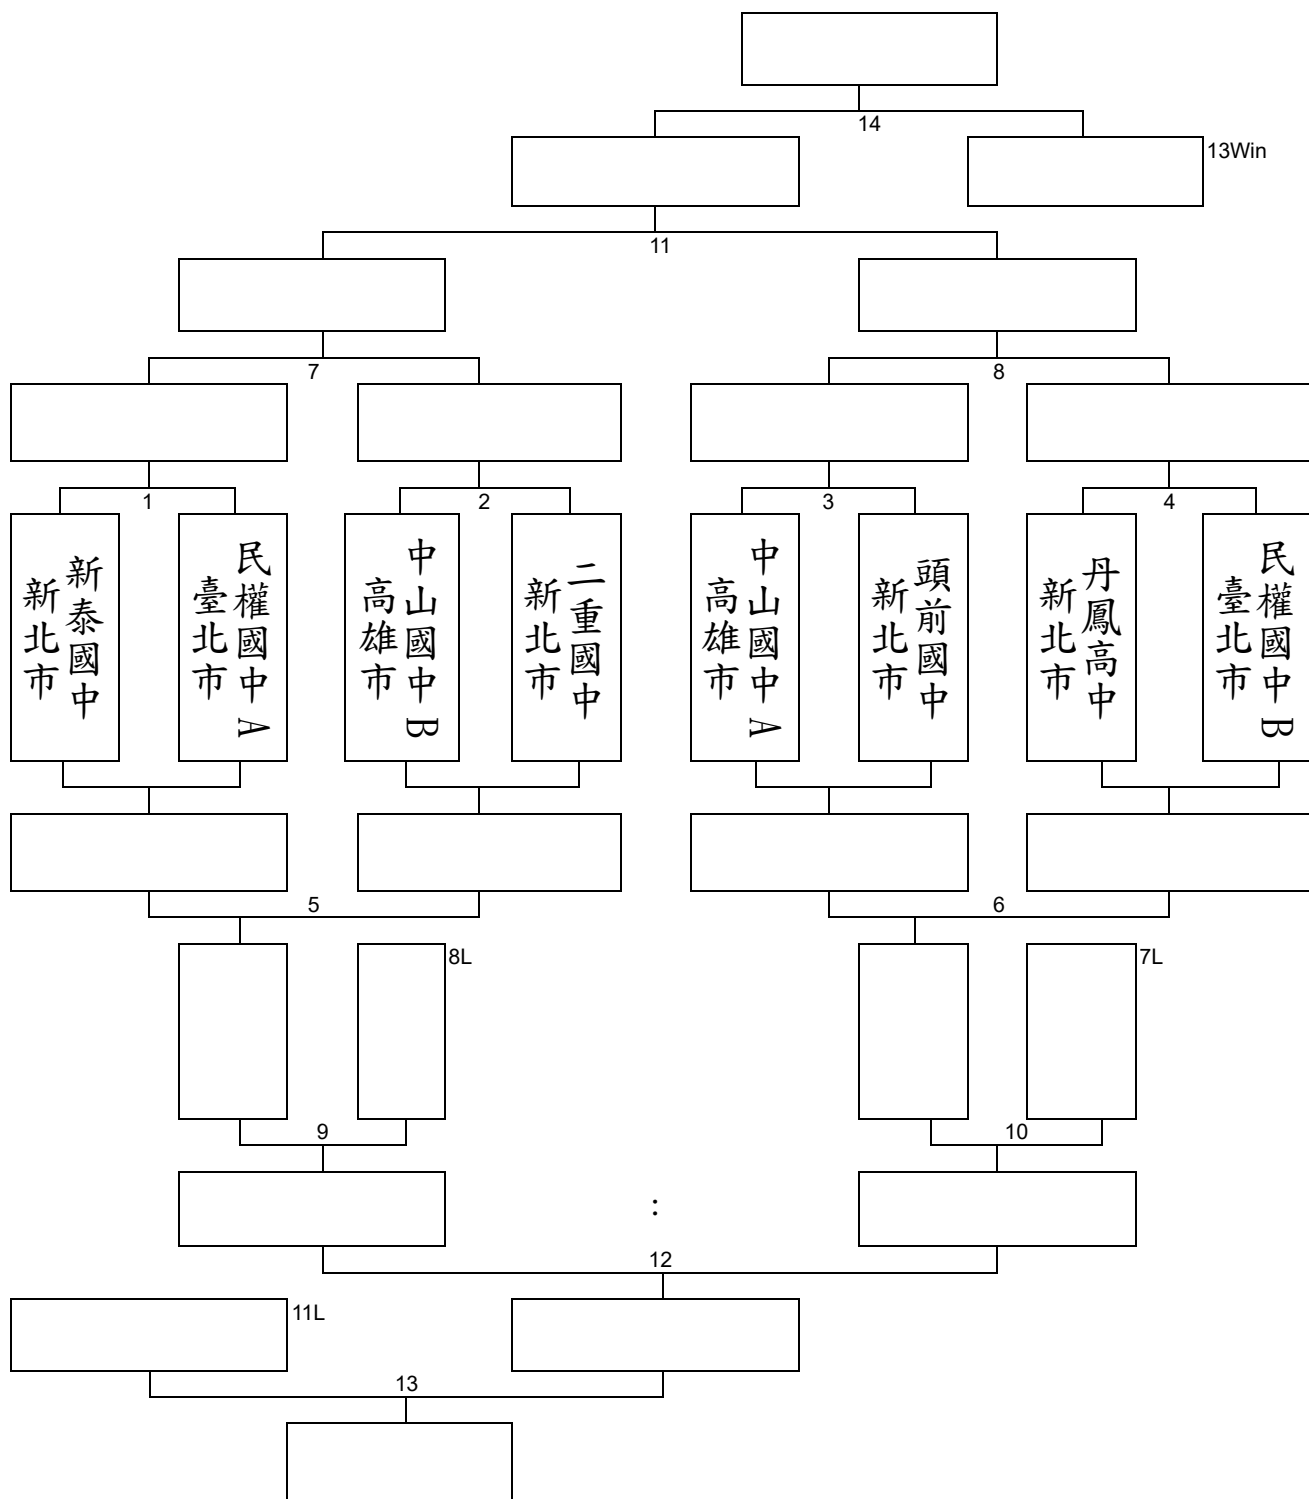 14
13Win
11
7
8
1
2
3
4
新泰國中
新北市
民權國中A
臺北市
中山國中B
高雄市
二重國中
新北市
中山國中A
高雄市
頭前國中
新北市
丹鳳高中
新北市
民權國中B
臺北市
5
6
8L
7L
9
10
:
12
11L
13